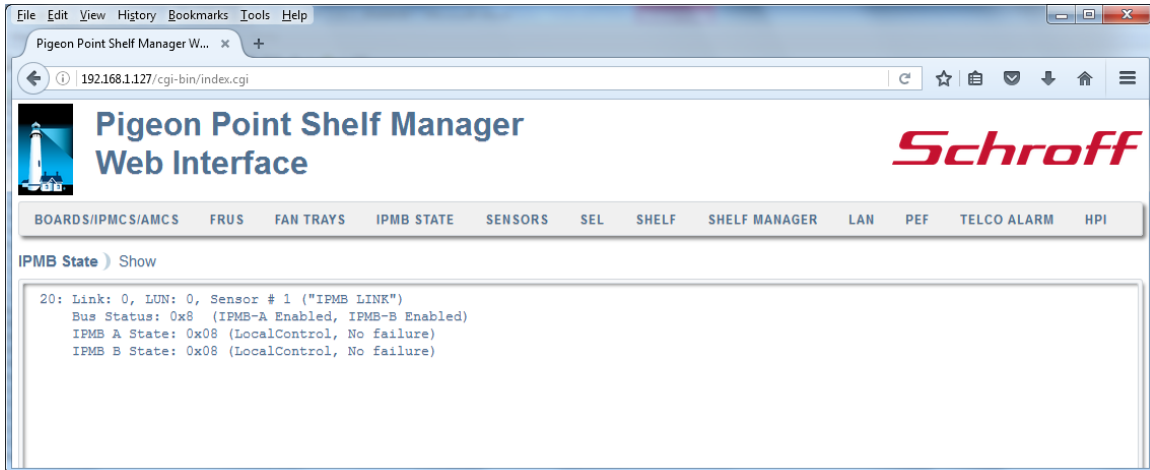 File Edit View History Bookmarks Tools Help
Pigeon Point Shelf Manager W...
192.168.1.127/cgi-bin/index.cgi
Pigeon Point Shelf Manager
Web Interface
Schroff
BOARDS/IPMCS/AMCS FRUS FAN TRAYS IPMB STATE SENSORS SEL SHELF SHELF MANAGER LAN PEF TELCO ALARM HPI
IPMB State ) Show
20: Link: 0, LUN: 0, Sensor # 1 ("IPMB LINK")
Bus Status: 0x8 (IPMB-A Enabled, IPMB-B Enabled)
IPMB A State: 0x08 (LocalControl, No failure)
IPMB B State: 0x08 (LocalControl, No failure)